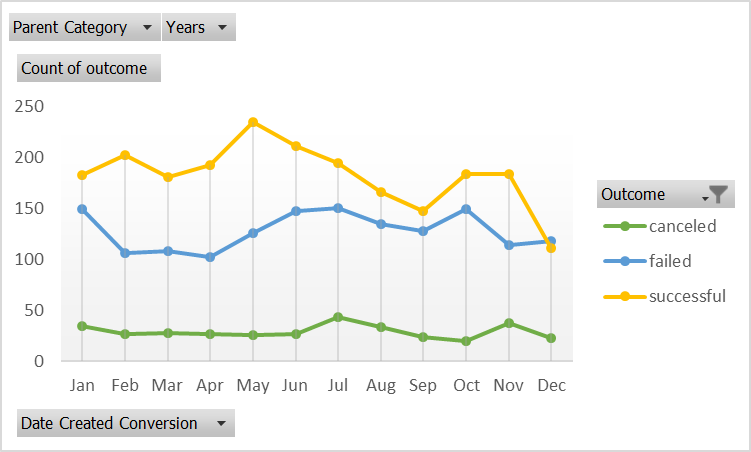 Parent Category Years
Count of outcome
250
200
150
100
50
0
Jan Feb Mar Apr May Jun Jul Aug Sep Oct Nov Dec
Outcome
canceled
failed
successful
Date Created Conversion